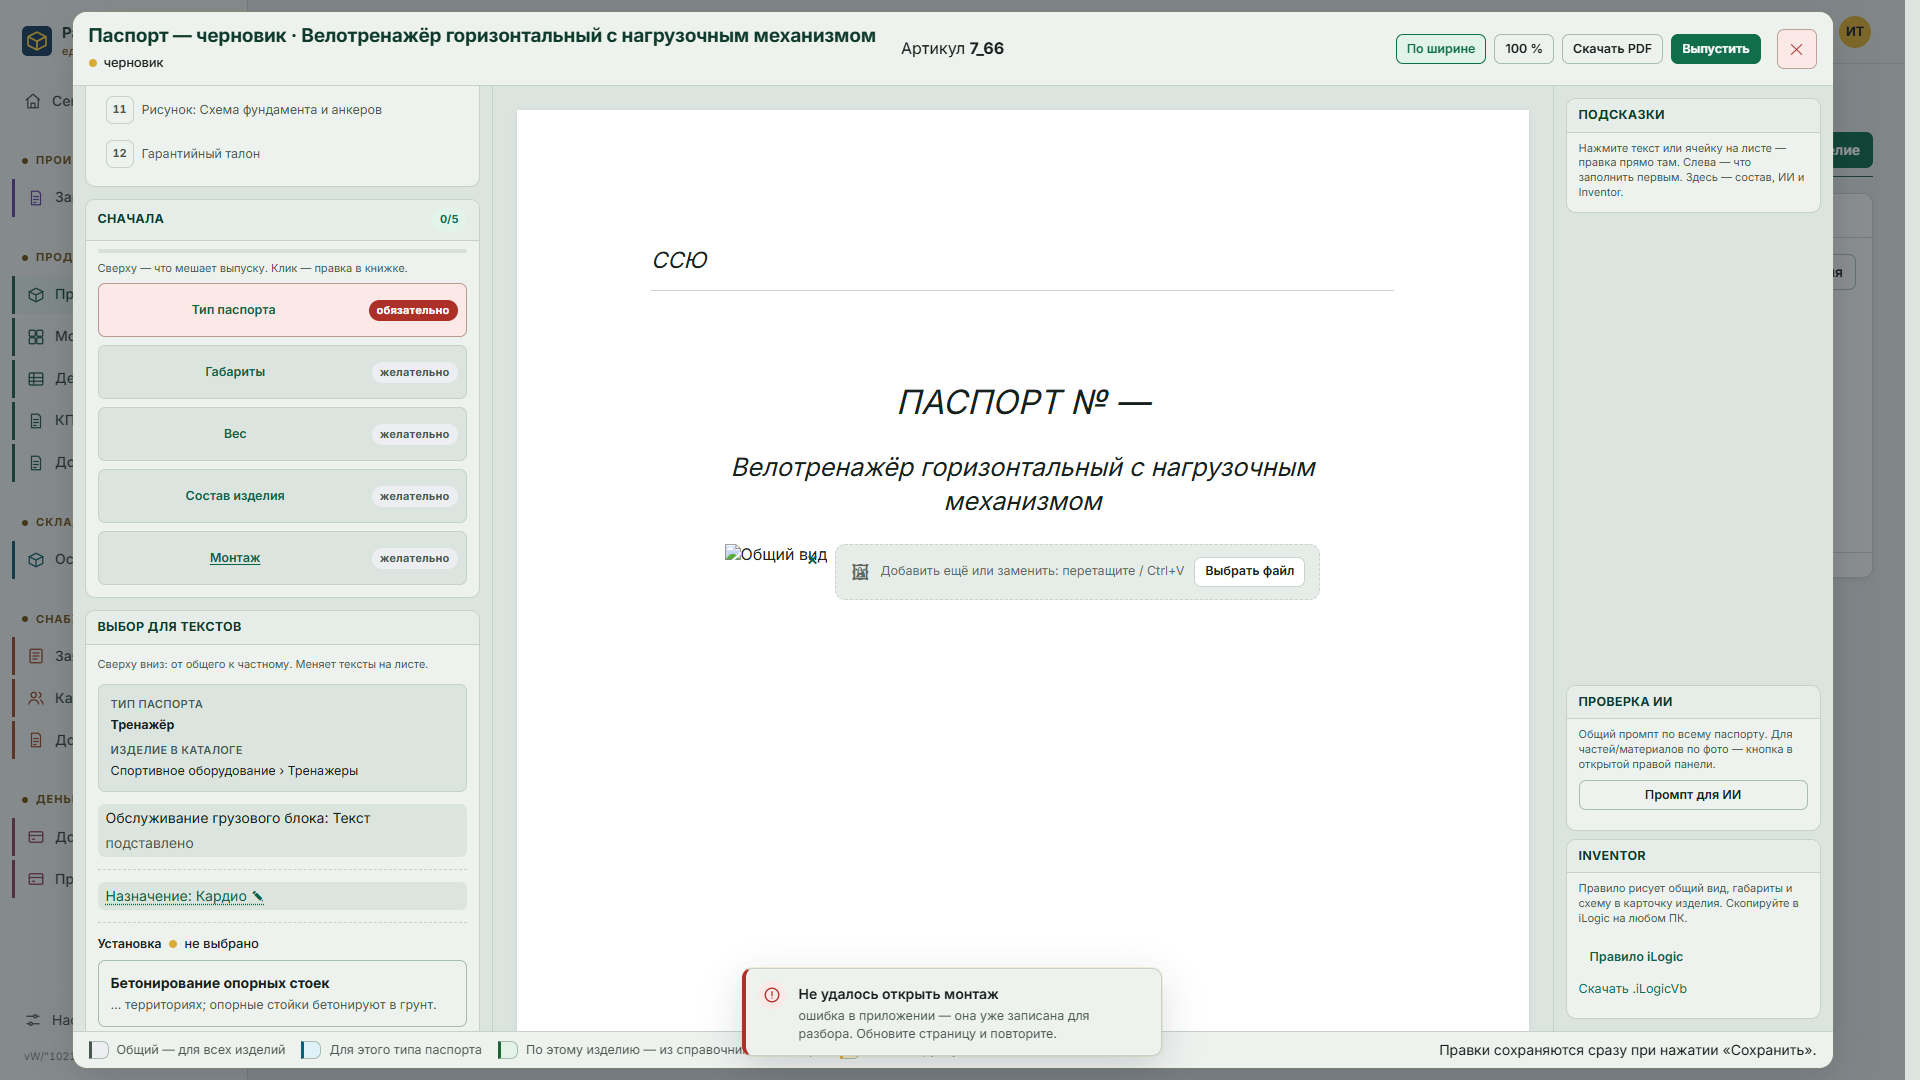 Паспорт — черновик · Велотренажёр горизонтальный с нагрузочным механизмом
черновик
Артикул 7_66
По ширине
100 %
Скачать PDF
Выпустить
ИТ
11 Рисунок: Схема фундамента и анкеров
12 Гарантийный талон
СНАЧАЛА
0/5
Сверху — что мешает выпуску. Клик — правка в книжке.
Тип паспорта обязательно
Габариты желательно
Вес желательно
Состав изделия желательно
Монтаж желательно
ВЫБОР ДЛЯ ТЕКСТОВ
Сверху вниз: от общего к частному. Меняет тексты на листе.
ТИП ПАСПОРТА
Тренажёр
ИЗДЕЛИЕ В КАТАЛОГЕ
Спортивное оборудование › Тренажеры
Обслуживание грузового блока: Текст
подставлено
Назначение: Кардио
Установка не выбрано
Бетонирование опорных стоек
... территориях; опорные стойки бетонируют в грунт.
ССЮ
ПАСПОРТ № —
Велотренажёр горизонтальный с нагрузочным
механизмом
Общий вид
Добавить ещё или заменить: перетащите / Ctrl+V
Выбрать файл
Не удалось открыть монтаж
ошибка в приложении — она уже записана для
разбора. Обновите страницу и повторите.
ПОДСКАЗКИ
Нажмите текст или ячейку на листе —
правка прямо там. Слева — что
заполнить первым. Здесь — состав, ИИ и
Inventor.
ПРОВЕРКА ИИ
Общий промпт по всему паспорту. Для
частей/материалов по фото — кнопка в
открытой правой панели.
Промпт для ИИ
INVENTOR
Правило рисует общий вид, габариты и
схему в карточку изделия. Скопируйте в
iLogic на любом ПК.
Правило iLogic
Скачать .iLogicVb
Общий — для всех изделий
Для этого типа паспорта
По этому изделию — из справочни
Правки сохраняются сразу при нажатии «Сохранить».